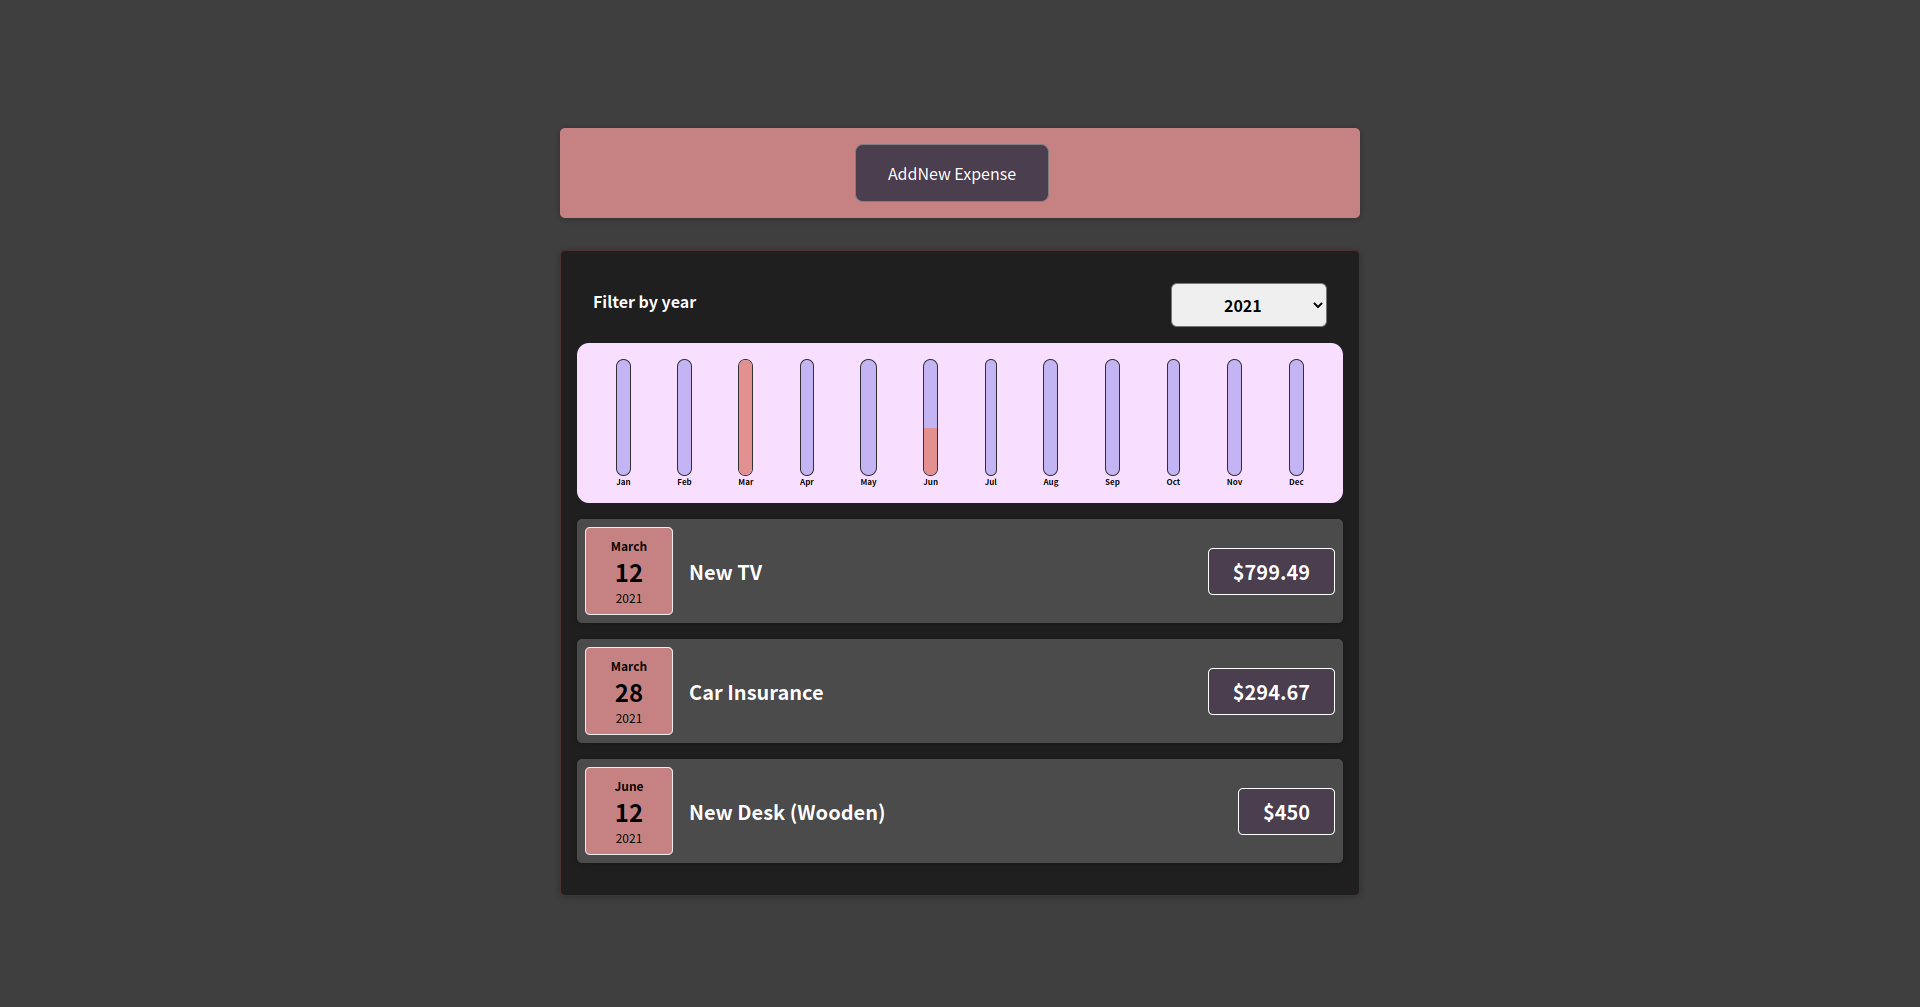 AddNew Expense
Filter by year
2021
Jan Feb Mar Apr May Jun Jul Aug Sep Oct Nov Dec
March
12
2021
New TV
$799.49
March
28
2021
Car Insurance
$294.67
June
12
2021
New Desk (Wooden)
$450